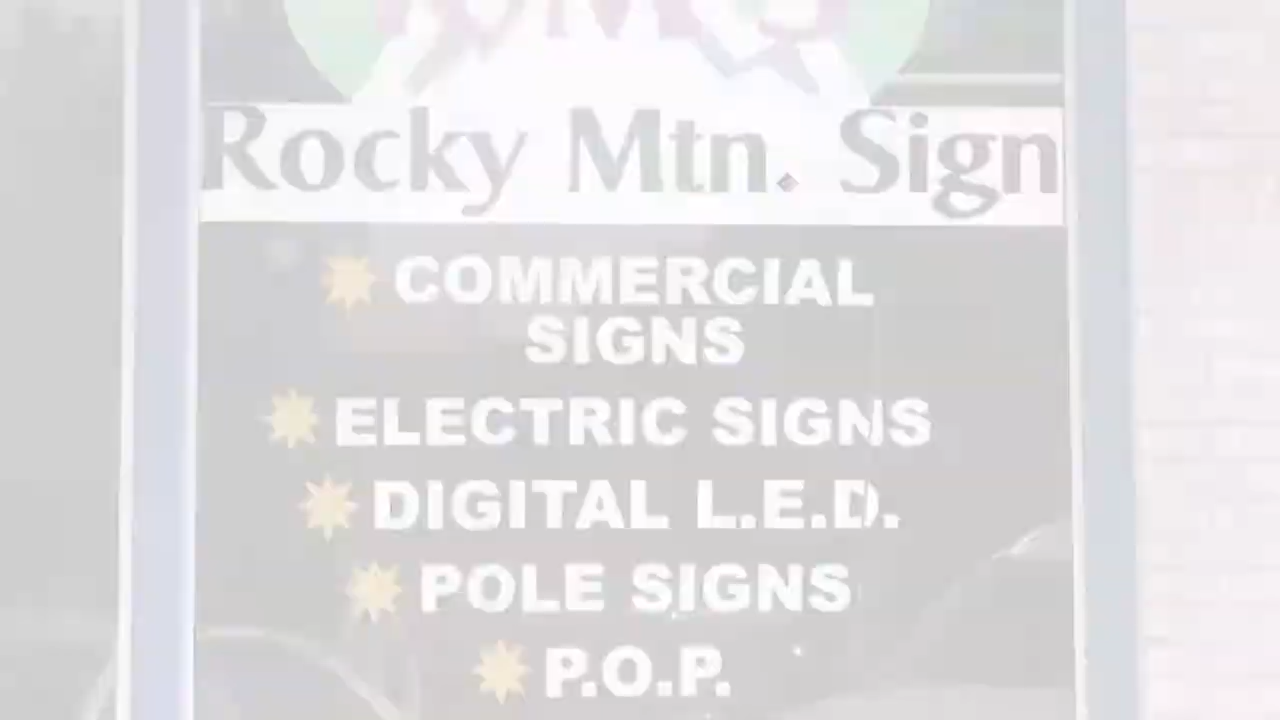 Rocky Mtn. Sign
COMMERCIAL
SIGNS
ELECTRIC SIGNS
DIGITAL L.E.D.
POLE SIGNS
P.O.P.